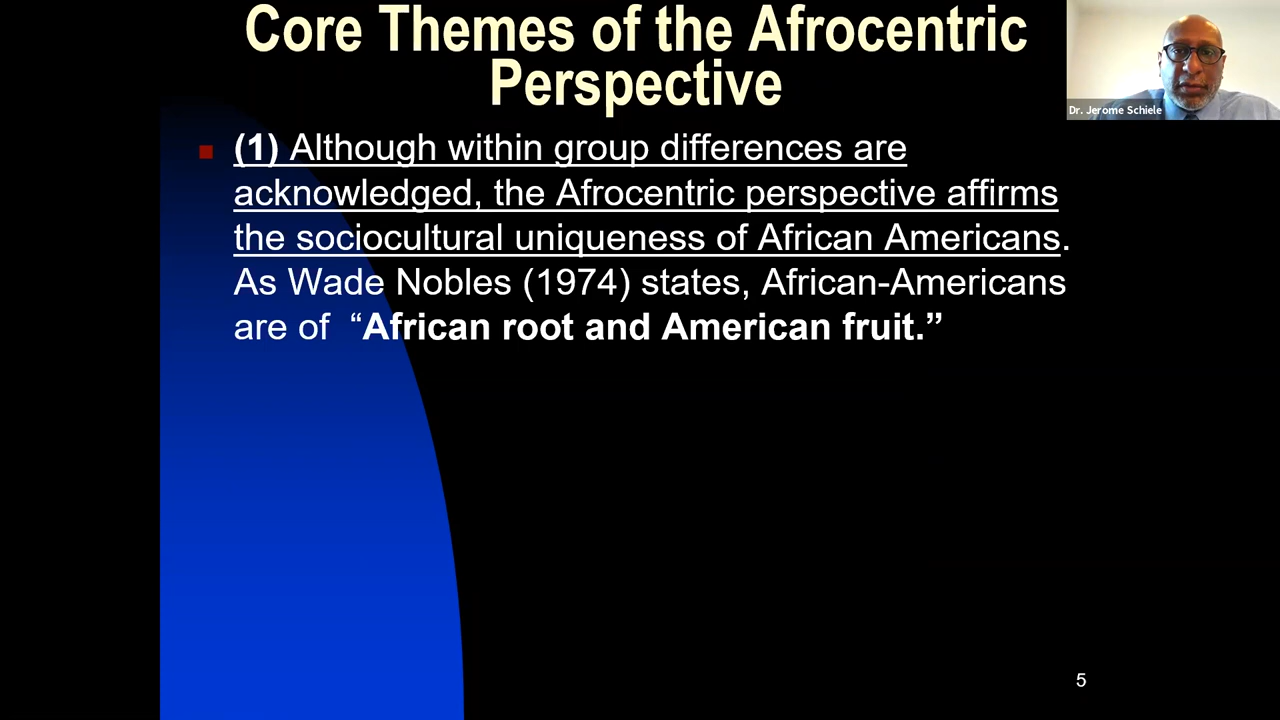 Core Themes of the Afrocentric
Perspective
Dr. Jerome Schiele
(1) Although within group differences are
acknowledged, the Afrocentric perspective affirms
the sociocultural uniqueness of African Americans.
As Wade Nobles (1974) states, African-Americans
are of “African root and American fruit.”
5